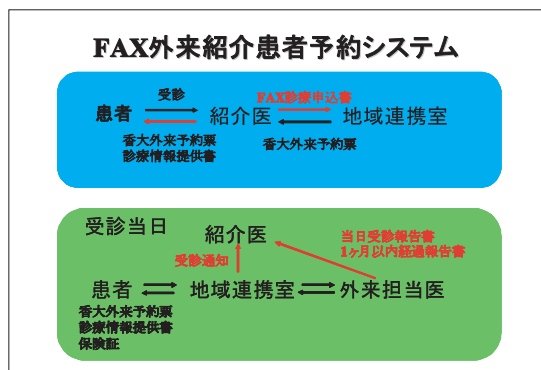 FAX外来紹介患者予約システム
受診
FAX診療申込書
患者
紹介医
地域連携室
香大外来予約票
診療情報提供書
香大外来予約票
受診当日
紹介医
当日受診報告書
1ヶ月以内経過報告書
受診通知
患者
地域連携室
外来担当医
香大外来予約票
診療情報提供書
保険証